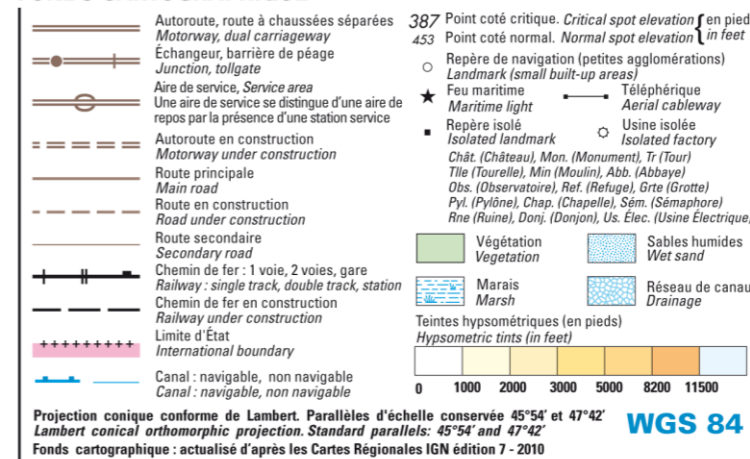 Autoroute, route à chaussées séparées
Motorway, dual carriageway
Échangeur, barrière de péage
Junction, tollgate
Aire de service, Service area
Une aire de service se distingue d'une aire de
repos par la présence d'une station service
Autoroute en construction
Motorway under construction
Route principale
Main road
Route en construction
Road under construction
Route secondaire
Secondary road
Chemin de fer : 1 voie, 2 voies, gare
Railway : single track, double track, station
Chemin de fer en construction
Railway under construction
Limite d'État
International boundary
Canal : navigable, non navigable
Canal : navigable, non navigable
387 Point coté critique. Critical spot elevation { en pied
453 Point coté normal. Normal spot elevation { in feet
Repère de navigation (petites agglomérations)
Landmark (small built-up areas)
Feu maritime
Maritime light
Téléphérique
Aerial cableway
Repère isolé
Isolated landmark
Usine isolée
Isolated factory
Chât. (Château), Mon. (Monument), Tr (Tour)
Tlle (Tourelle), Min (Moulin), Abb. (Abbaye)
Obs. (Observatoire), Ref. (Refuge), Grte (Grotte)
Pyl. (Pylône), Chap. (Chapelle), Sém. (Sémaphore)
Rne (Ruine), Donj. (Donjon), Us. Élec. (Usine Électrique)
Végétation
Vegetation
Sables humides
Wet sand
Marais
Marsh
Réseau de canau
Drainage
Teintes hypsométriques (en pieds)
Hypsometric tints (in feet)
0 1000 2000 3000 5000 8200 11500
Projection conique conforme de Lambert. Parallèles d'échelle conservée 45°54' et 47°42'
Lambert conical orthomorphic projection. Standard parallels: 45°54' and 47°42'
WGS 84
Fonds cartographique : actualisé d'après les Cartes Régionales IGN édition 7 - 2010